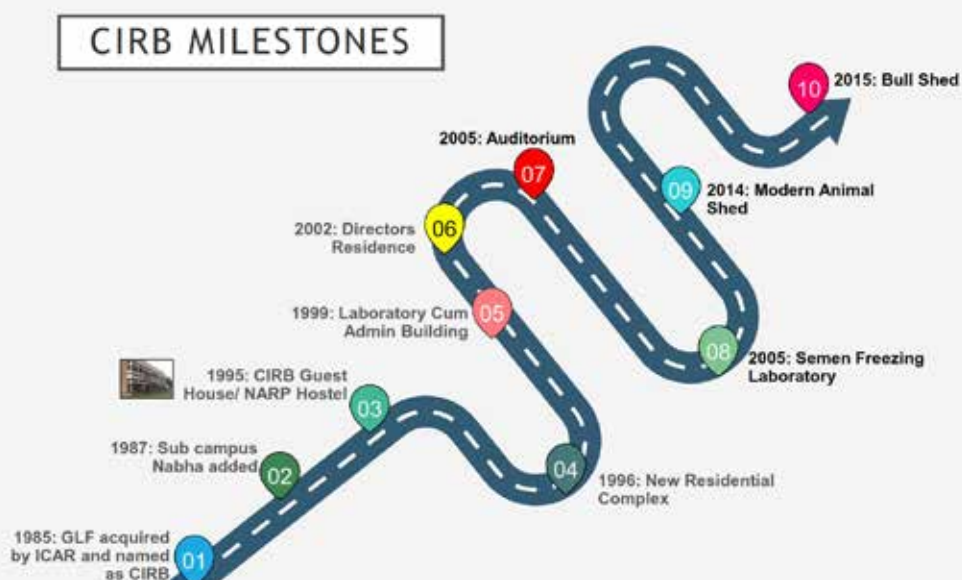 CIRB MILESTONES
10
2015: Bull Shed
2005: Auditorium
07
09
2014: Modern Animal
Shed
06
2002: Directors
Residence
05
1999: Laboratory Cum
Admin Building
08
2005: Semen Freezing
Laboratory
1995: CIRB Guest
House/ NARP Hostel
03
1987: Sub campus
Nabha added
02
04
1996: New Residential
Complex
1985: GLF acquired
by ICAR and named
as CIRB
01